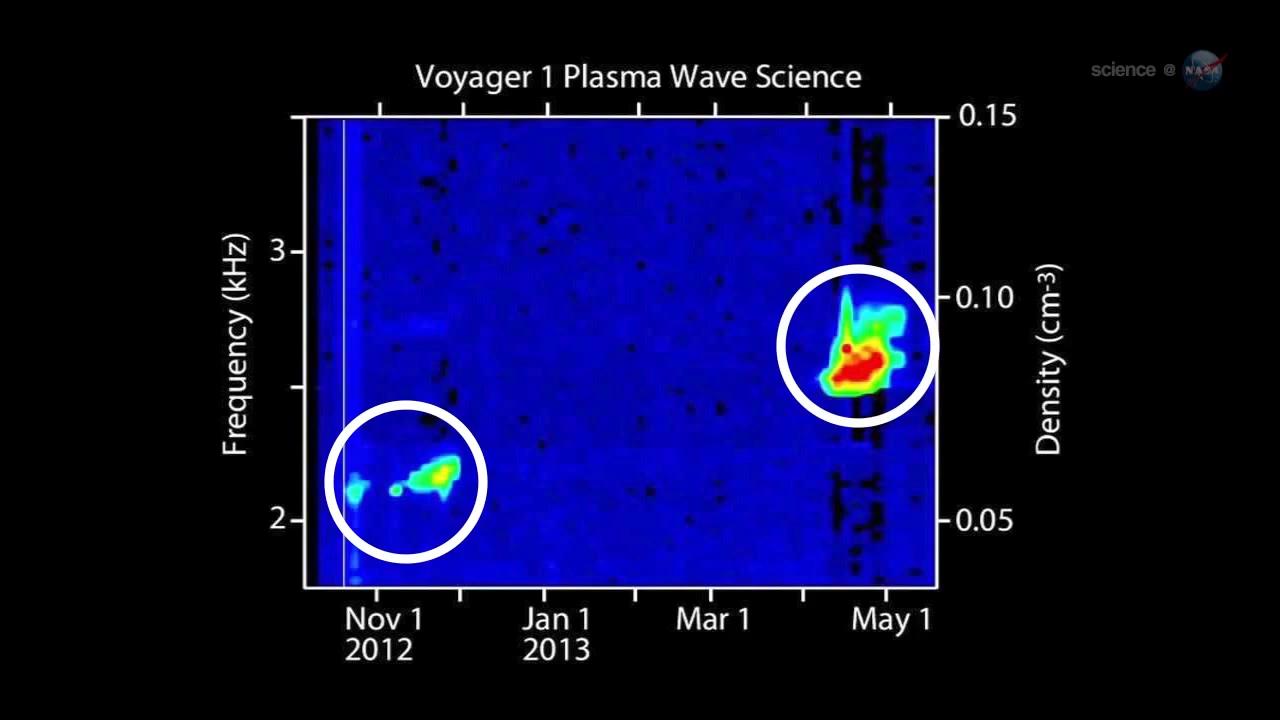 science @ NASA
Voyager 1 Plasma Wave Science
0.15
3
0.10
Frequency (kHz)
Density (cm-3)
2
0.05
Nov 1
2012
Jan 1
2013
Mar 1
May 1